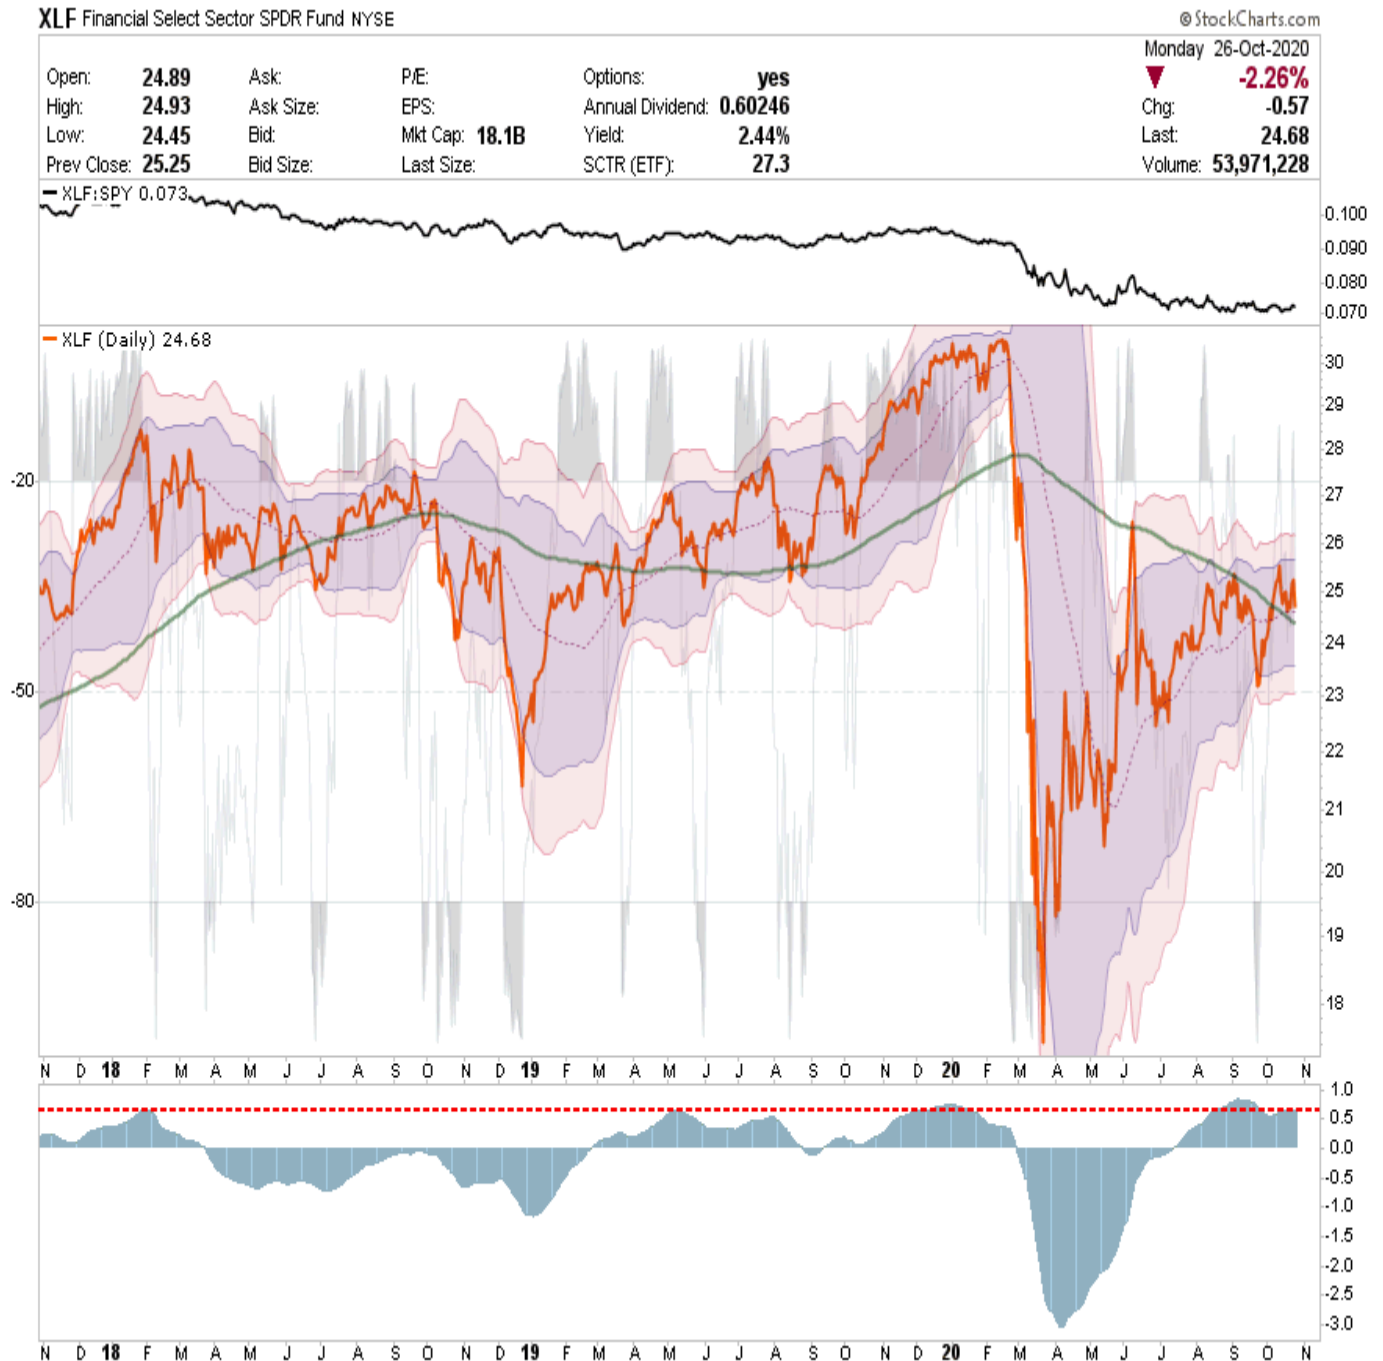 XLF Financial Select Sector SPDR Fund NYSE
© StockCharts.com
Monday 26-Oct-2020
Open: 24.89 Ask: P/E: Options: yes ▼ -2.26%
High: 24.93 Ask Size: EPS: Annual Dividend: 0.60246 Chg: -0.57
Low: 24.45 Bid: Mkt Cap: 18.1B Yield: 2.44% Last: 24.68
Prev Close: 25.25 Bid Size: Last Size: SCTR (ETF): 27.3 Volume: 53,971,228
XLF:SPY 0.073
0.100
0.090
0.080
0.070
XLF (Daily) 24.68
30
29
28
-20
27
26
25
24
-50
23
22
21
20
-80
19
18
N D 18 F M A M J J A S O N D 19 F M A M J J A S O N D 20 F M A M J J A S O N
1.0
0.5
0.0
-0.5
-1.0
-1.5
-2.0
-2.5
-3.0
N D 18 F M A M J J A S O N D 19 F M A M J J A S O N D 20 F M A M J J A S O N